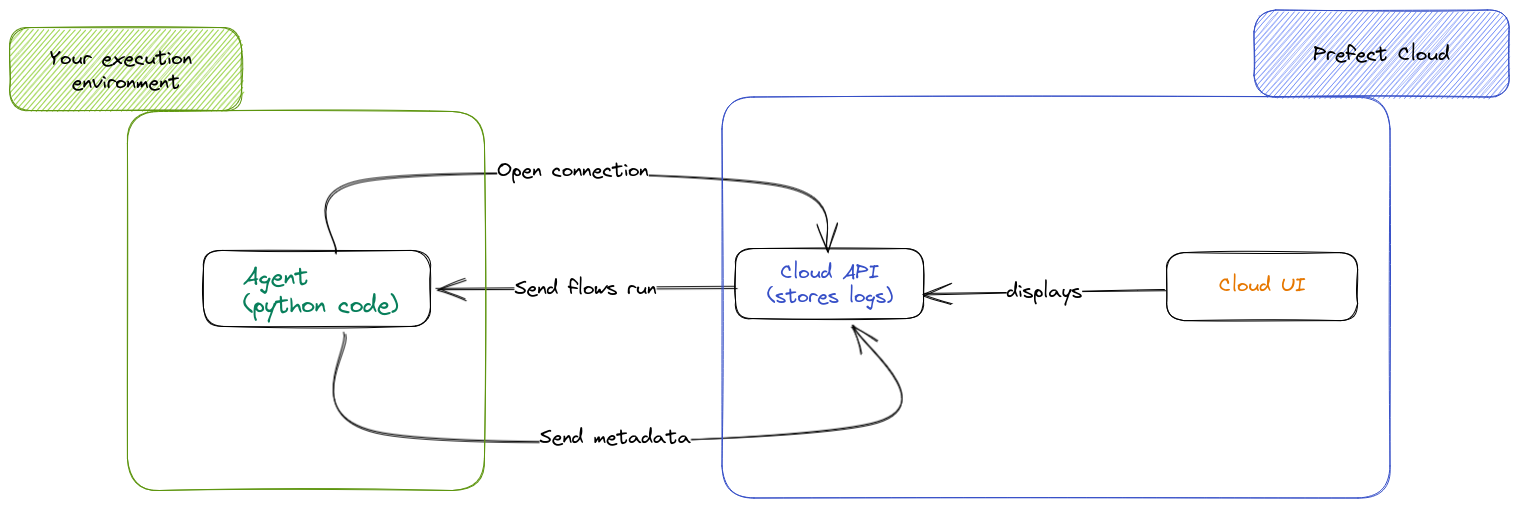 Your execution
environment
Prefect Cloud
Open connection
Agent
(python code)
Send flows run
Cloud API
(stores logs)
displays
Cloud UI
Send metadata